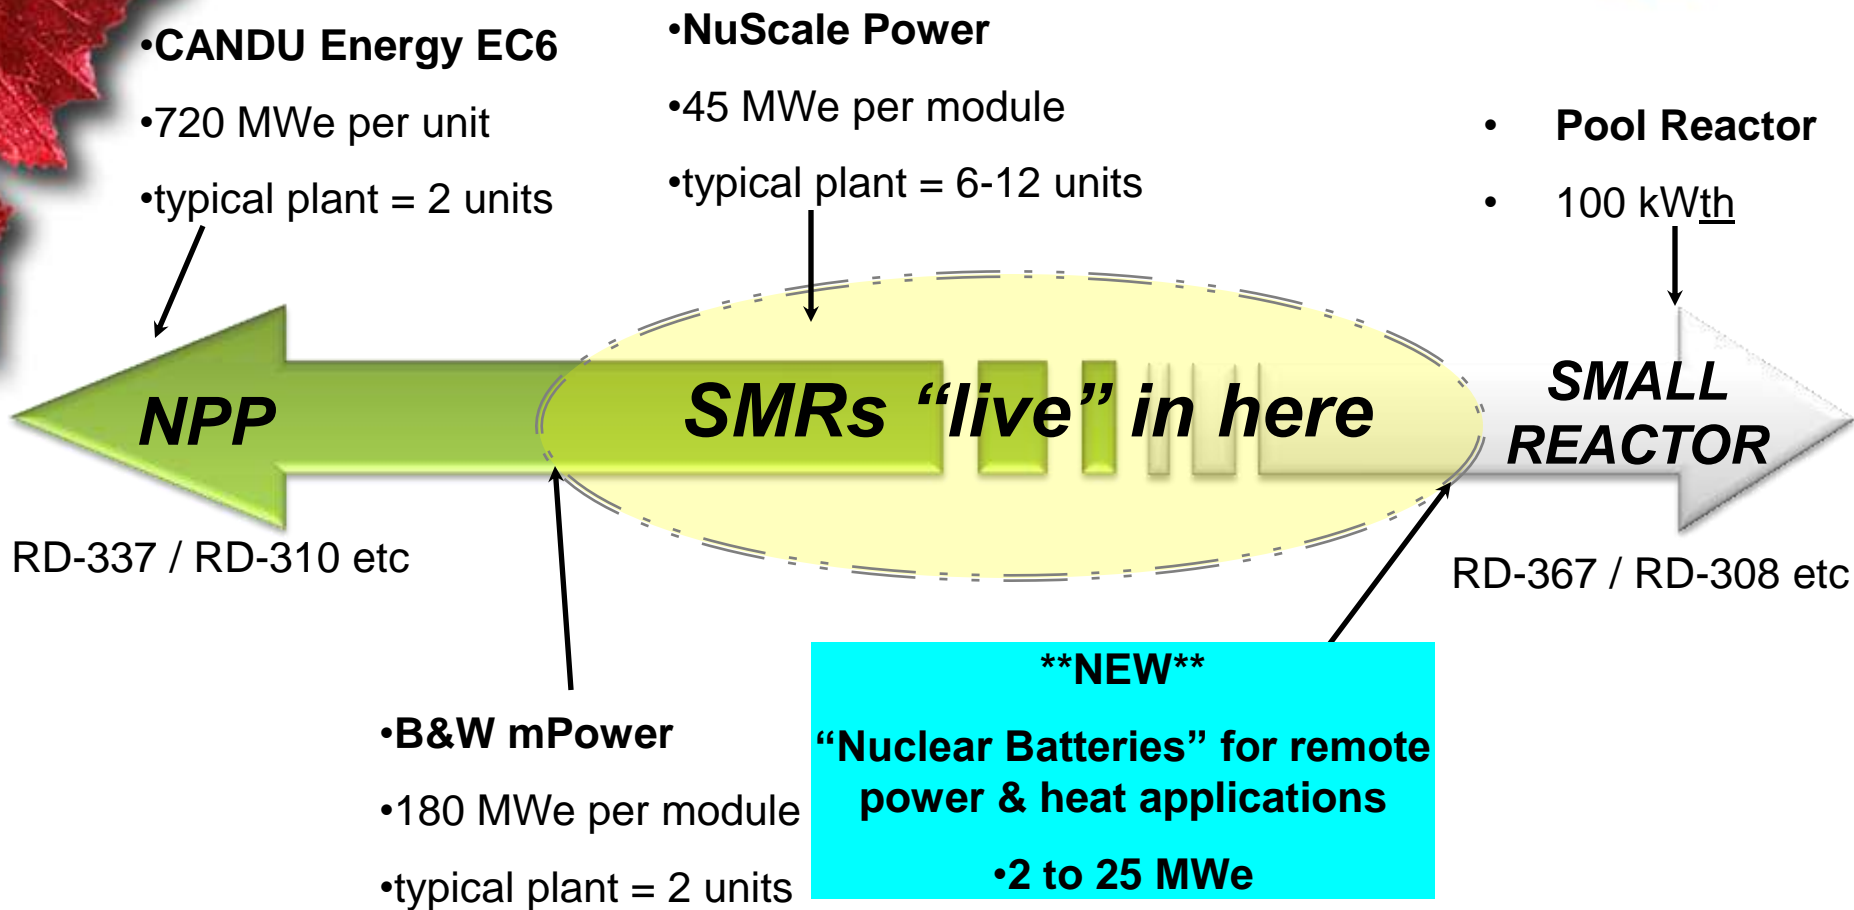 •CANDU Energy EC6
•720 MWe per unit
•typical plant = 2 units
•NuScale Power
•45 MWe per module
•typical plant = 6-12 units
• Pool Reactor
• 100 kWth
NPP
SMRs “live” in here
SMALL
REACTOR
RD-337 / RD-310 etc
RD-367 / RD-308 etc
•B&W mPower
•180 MWe per module
•typical plant = 2 units
**NEW**
“Nuclear Batteries” for remote
power & heat applications
•2 to 25 MWe